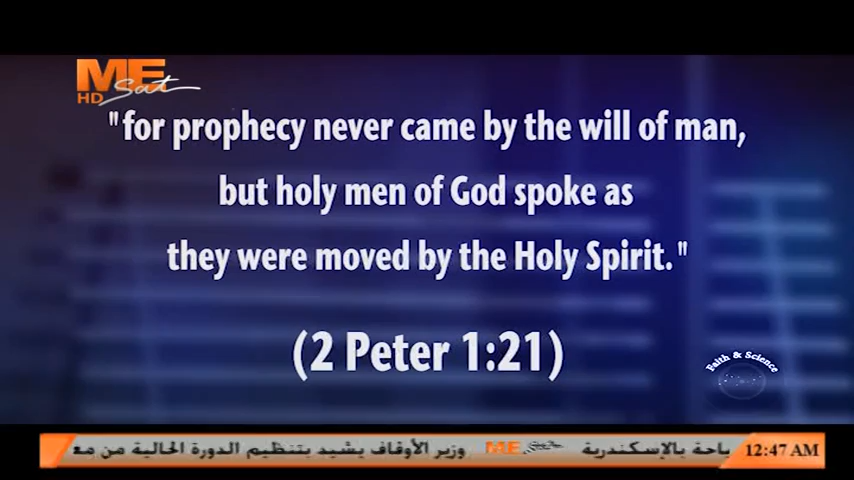 ME
HD Sat
"for prophecy never came by the will of man,
but holy men of God spoke as
they were moved by the Holy Spirit."
(2 Peter 1:21)
Faith & Science
بالإسكندرية ME Sat وزير الأوقاف يشيد بتنظيم الدورة الحالية من
12:47 AM